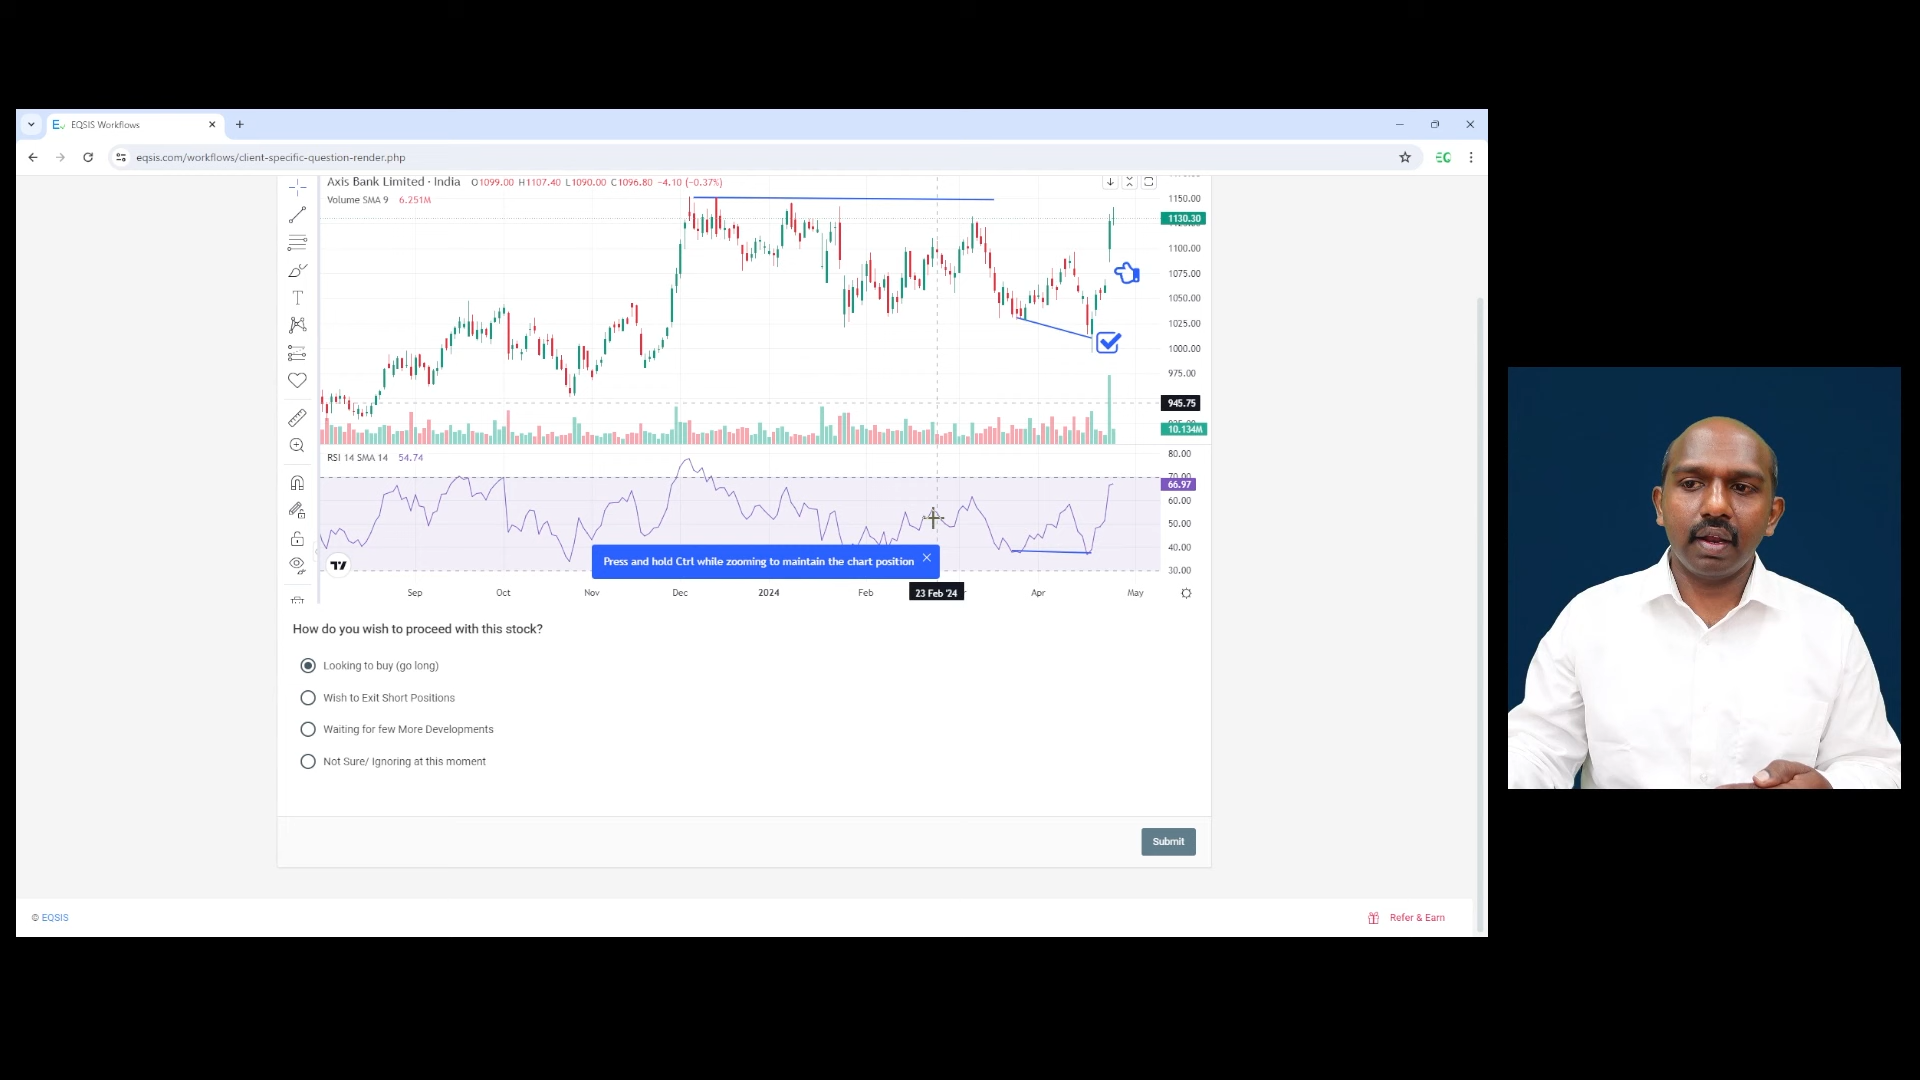 EQSIS Workflows
eqsis.com/workflows/client-specific-question-render.php
Axis Bank Limited · India O1099.00 H1107.40 L1090.00 C1096.80 −4.10 (−0.37%)
Volume SMA 9 6.251M
1150.00
1130.30
1100.00
1075.00
1050.00
1025.00
1000.00
975.00
945.75
10.134M
RSI 14 SMA 14 54.74
80.00
70.00
66.97
60.00
50.00
40.00
30.00
Press and hold Ctrl while zooming to maintain the chart position
Sep Oct Nov Dec 2024 Feb 23 Feb '24 Apr May
How do you wish to proceed with this stock?
Looking to buy (go long)
Wish to Exit Short Positions
Waiting for few More Developments
Not Sure/ Ignoring at this moment
Submit
© EQSIS
Refer & Earn